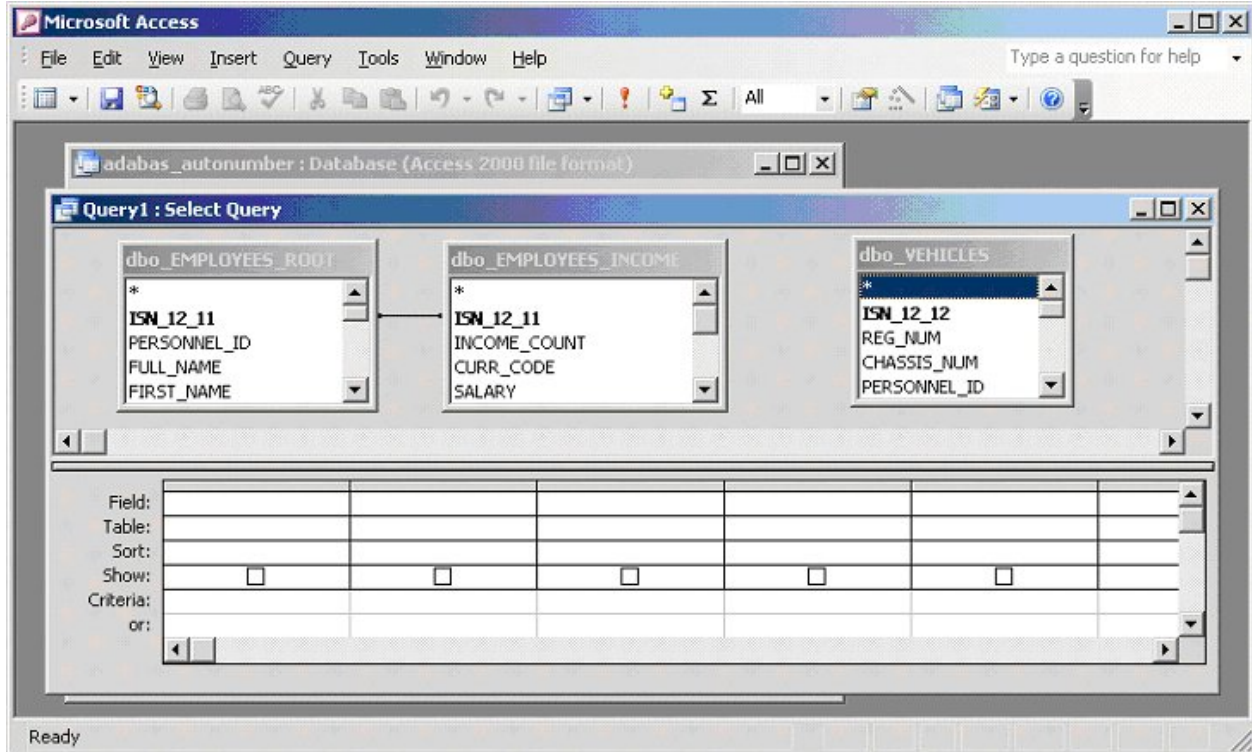 Microsoft Access
File Edit View Insert Query Tools Window Help Type a question for help
ABC Σ All
adabas_autonumber : Database (Access 2000 file format)
Query1 : Select Query
dbo_EMPLOYEES_ROOT
*
ISN_12_11
PERSONNEL_ID
FULL_NAME
FIRST_NAME
dbo_EMPLOYEES_INCOME
*
ISN_12_11
INCOME_COUNT
CURR_CODE
SALARY
dbo_VEHICLES
*
ISN_12_12
REG_NUM
CHASSIS_NUM
PERSONNEL_ID
Field:
Table:
Sort:
Show:
Criteria:
or:
Ready